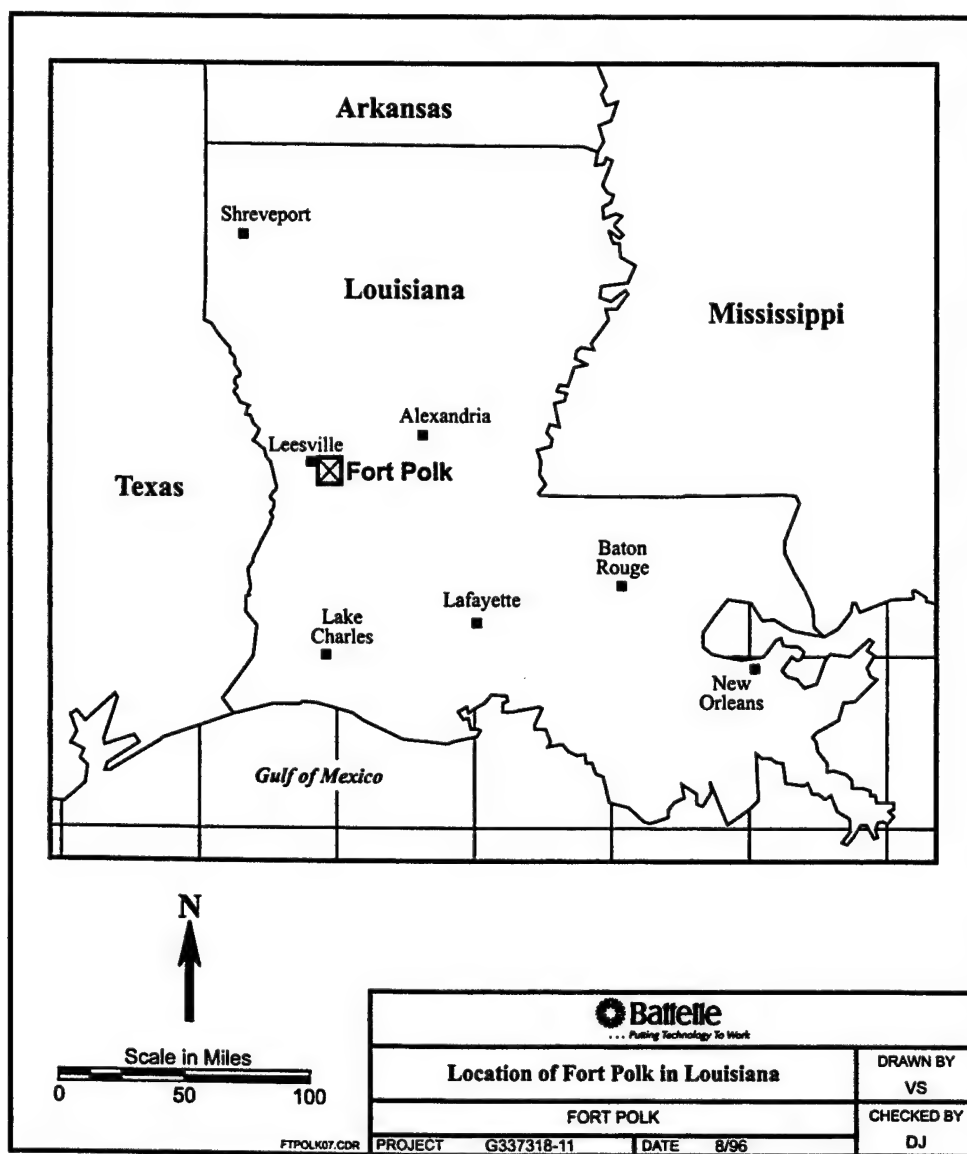 Arkansas
Shreveport
Louisiana
Mississippi
Alexandria
Leesville
Fort Polk
Texas
Baton
Rouge
Lafayette
Lake
Charles
New
Orleans
Gulf of Mexico
N
Scale in Miles
0 50 100
FTPOLK07.CDR
Battelle
... Putting Technology To Work
Location of Fort Polk in Louisiana
DRAWN BY
VS
FORT POLK
CHECKED BY
DJ
PROJECT G337318-11 DATE 8/96